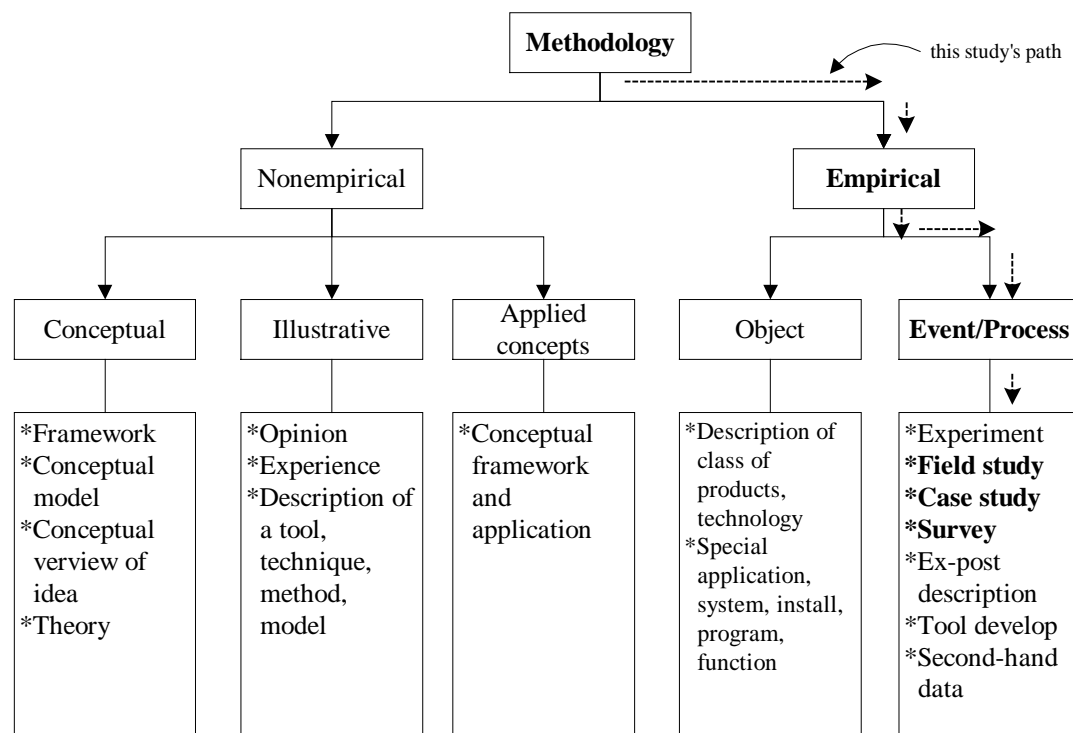 Methodology
this study's path
Nonempirical
Empirical
Conceptual
Illustrative
Applied
concepts
Object
Event/Process
*Framework
*Conceptual
model
*Conceptual
verview of
idea
*Theory
*Opinion
*Experience
*Description of
a tool,
technique,
method,
model
*Conceptual
framework
and
application
*Description of
class of
products,
technology
*Special
application,
system, install,
program,
function
*Experiment
*Field study
*Case study
*Survey
*Ex-post
description
*Tool develop
*Second-hand
data